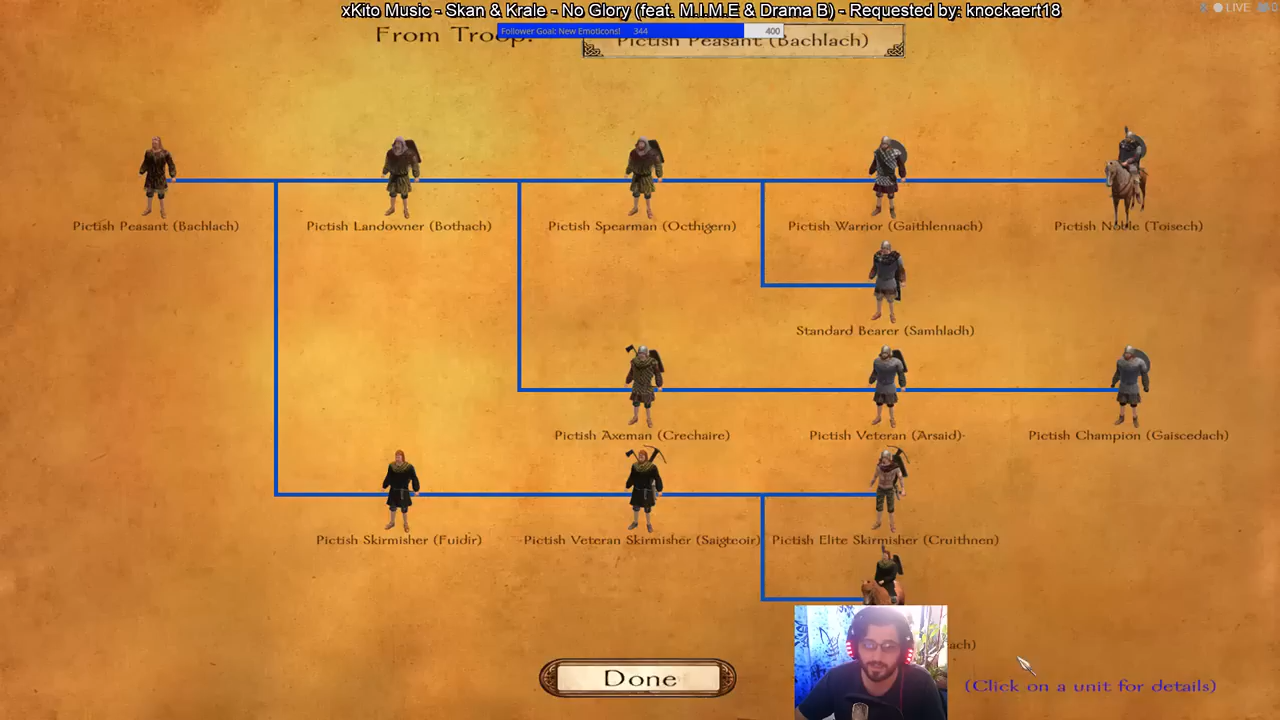 xKito Music - Skan & Krale - No Glory (feat. M.I.M.E & Drama B) - Requested by: knockaert18
LIVE
Follower Goal: New Emoticons! 344 400
From Troop:
Pictish Peasant (Bachlach)
Pictish Peasant (Bachlach)
Pictish Landowner (Bothach)
Pictish Spearman (Octhigern)
Pictish Warrior (Gaithlennach)
Pictish Noble (Toisech)
Standard Bearer (Samhladh)
Pictish Axeman (Crechaire)
Pictish Veteran (Arsaid)
Pictish Champion (Gaiscedach)
Pictish Skirmisher (Fuidir)
Pictish Veteran Skirmisher (Saigteoir)
Pictish Elite Skirmisher (Cruithnen)
ach)
Done
(Click on a unit for details)